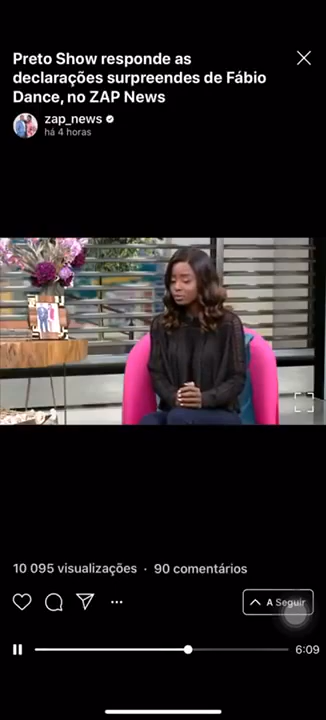 Preto Show responde as
declarações surpreendes de Fábio
Dance, no ZAP News
zap_news
há 4 horas
10 095 visualizações · 90 comentários
A Seguir
6:09